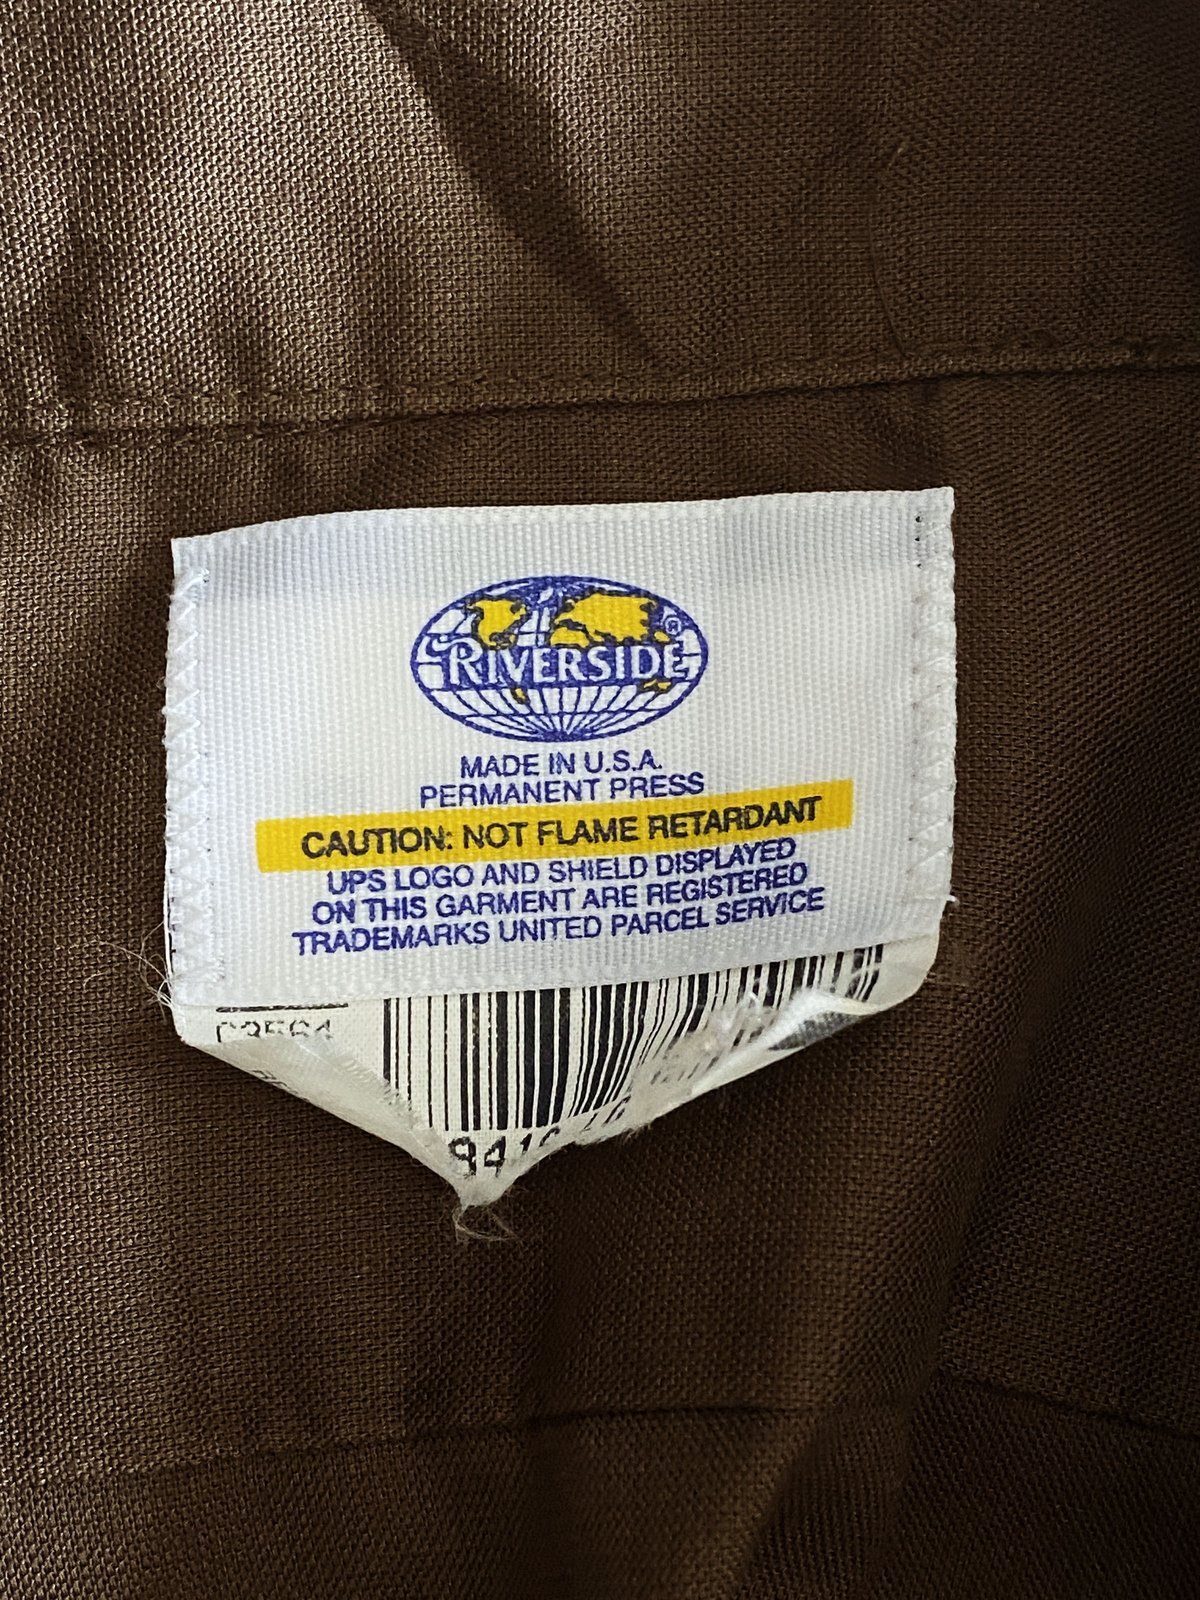 RIVERSIDE ®
MADE IN U.S.A.
PERMANENT PRESS
CAUTION: NOT FLAME RETARDANT
UPS LOGO AND SHIELD DISPLAYED
ON THIS GARMENT ARE REGISTERED
TRADEMARKS UNITED PARCEL SERVICE